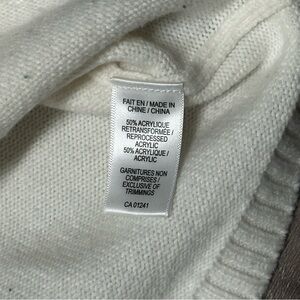 FAIT EN / MADE IN
CHINE / CHINA
50% ACRYLIQUE
RETRANSFORMÉE /
REPROCESSED
ACRYLIC
50% ACRYLIQUE /
ACRYLIC
GARNITURES NON
COMPRISES /
EXCLUSIVE OF
TRIMMINGS
CA 01241